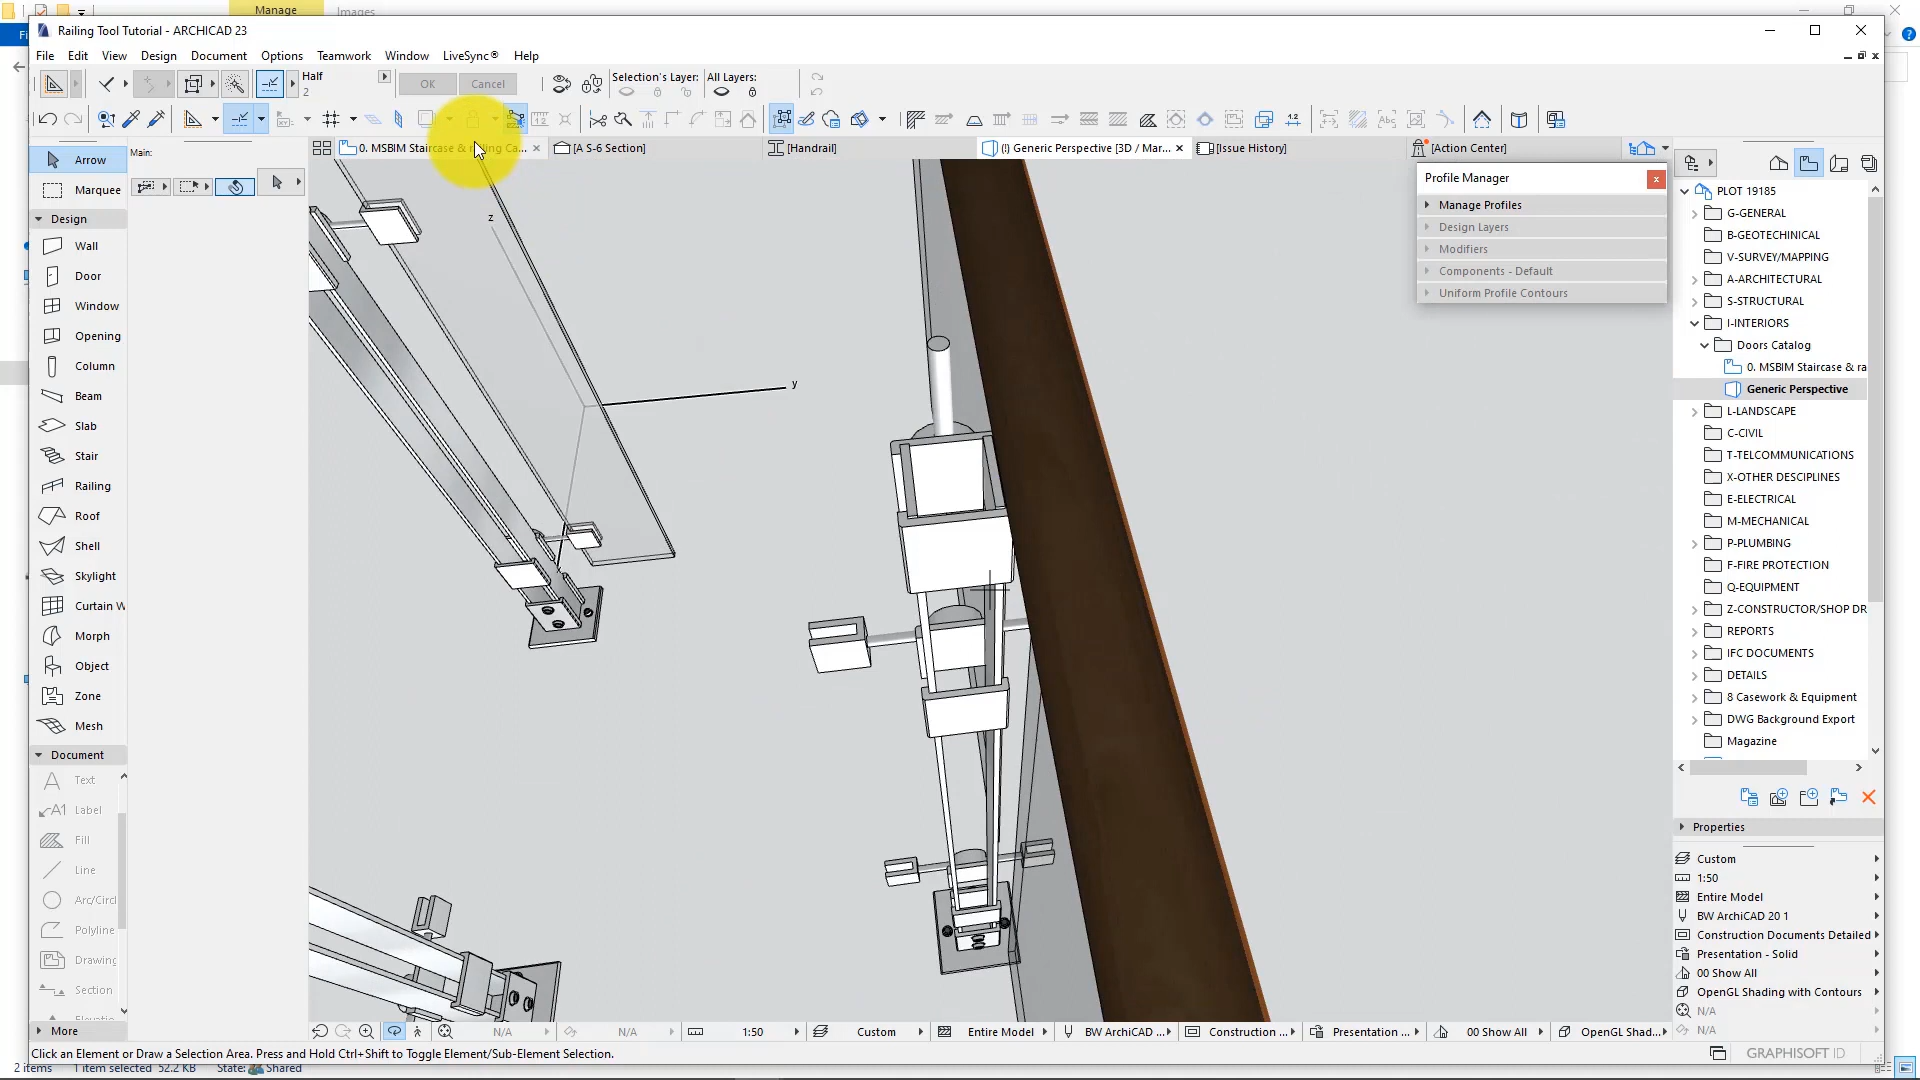 Manage
Images
Fi
Railing Tool Tutorial - ARCHICAD 23
File Edit View Design Document Options Teamwork Window LiveSync® Help
Half
2
OK Cancel
Selection's Layer: All Layers:
0. MSBIM Staircase & railing Ca... [A S-6 Section] [Handrail] (!) Generic Perspective [3D / Mar... [Issue History] [Action Center]
Arrow
Main:
Marquee
Design
Wall
Door
Window
Opening
Column
Beam
Slab
Stair
Railing
Roof
Shell
Skylight
Curtain W
Morph
Object
Zone
Mesh
Document
Text
A1 Label
Fill
Line
Arc/Circl
Polyline
Drawing
Section
More
z
y
Profile Manager
Manage Profiles
Design Layers
Modifiers
Components - Default
Uniform Profile Contours
PLOT 19185
G-GENERAL
B-GEOTECHINICAL
V-SURVEY/MAPPING
A-ARCHITECTURAL
S-STRUCTURAL
I-INTERIORS
Doors Catalog
0. MSBIM Staircase & ra
Generic Perspective
L-LANDSCAPE
C-CIVIL
T-TELCOMMUNICATIONS
X-OTHER DESCIPLINES
E-ELECTRICAL
M-MECHANICAL
P-PLUMBING
F-FIRE PROTECTION
Q-EQUIPMENT
Z-CONSTRUCTOR/SHOP DR
REPORTS
IFC DOCUMENTS
DETAILS
8 Casework & Equipment
DWG Background Export
Magazine
Properties
Custom
1:50
Entire Model
BW ArchiCAD 20 1
Construction Documents Detailed
Presentation - Solid
00 Show All
OpenGL Shading with Contours
N/A
N/A
N/A N/A 1:50 Custom Entire Model BW ArchiCAD ... Construction ... Presentation ... 00 Show All OpenGL Shad...
Click an Element or Draw a Selection Area. Press and Hold Ctrl+Shift to Toggle Element/Sub-Element Selection.
GRAPHISOFT ID
2 items 1 item selected 52.2 KB State: Shared